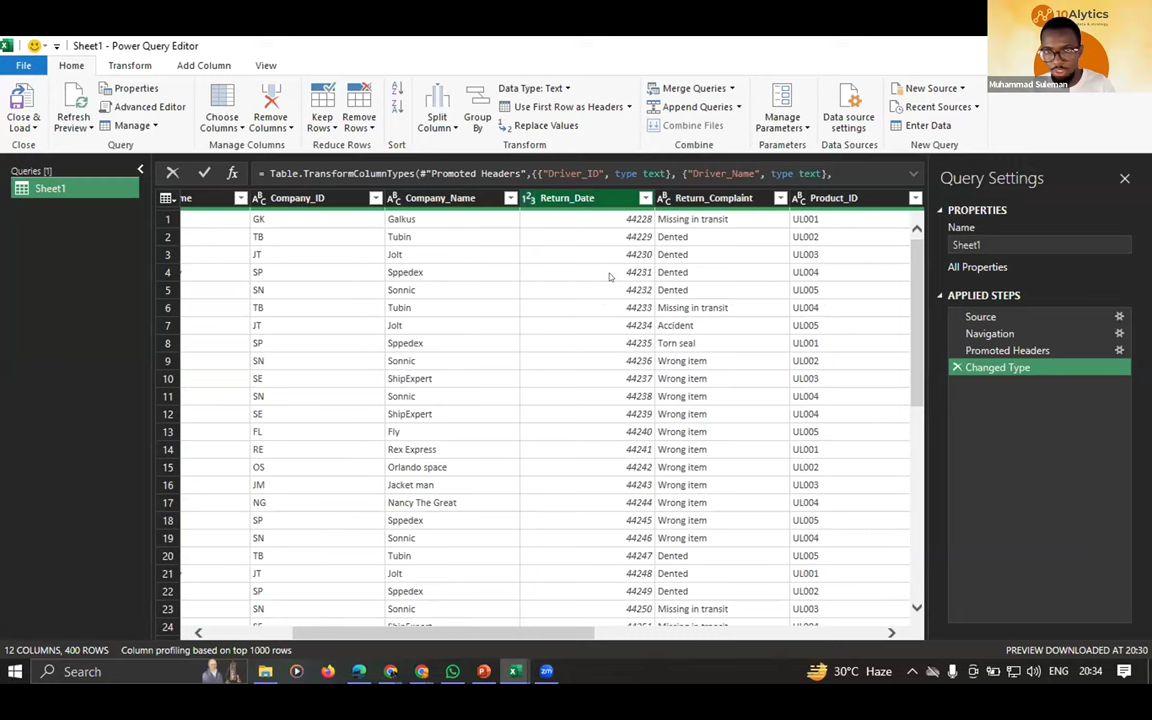 Sheet1 - Power Query Editor
10Alytics
Muhammad Suleman
File Home Transform Add Column View
Close & Load
Close
Refresh Preview
Properties
Advanced Editor
Manage
Query
Choose Columns
Remove Columns
Manage Columns
Keep Rows
Remove Rows
Reduce Rows
Sort
Split Column
Group By
Data Type: Text
Use First Row as Headers
Replace Values
Transform
Merge Queries
Append Queries
Combine Files
Combine
Manage Parameters
Parameters
Data source settings
Data Sources
New Source
Recent Sources
Enter Data
New Query
Queries [1]
Sheet1
= Table.TransformColumnTypes(#"Promoted Headers",{{"Driver_ID", type text}, {"Driver_Name", type text},
me Company_ID Company_Name Return_Date Return_Complaint Product_ID
1 GK Galkus 44228 Missing in transit UL001
2 TB Tubin 44229 Dented UL002
3 JT Jolt 44230 Dented UL003
4 SP Sppedex 44231 Dented UL004
5 SN Sonnic 44232 Dented UL005
6 TB Tubin 44233 Missing in transit UL004
7 JT Jolt 44234 Accident UL005
8 SP Sppedex 44235 Torn seal UL001
9 SN Sonnic 44236 Wrong item UL002
10 SE ShipExpert 44237 Wrong item UL003
11 SN Sonnic 44238 Wrong item UL004
12 SE ShipExpert 44239 Wrong item UL004
13 FL Fly 44240 Wrong item UL005
14 RE Rex Express 44241 Wrong item UL001
15 OS Orlando space 44242 Wrong item UL002
16 JM Jacket man 44243 Wrong item UL003
17 NG Nancy The Great 44244 Wrong item UL004
18 SP Sppedex 44245 Wrong item UL005
19 SN Sonnic 44246 Wrong item UL004
20 TB Tubin 44247 Dented UL005
21 JT Jolt 44248 Dented UL001
22 SP Sppedex 44249 Dented UL002
23 SN Sonnic 44250 Missing in transit UL003
24
Query Settings
PROPERTIES
Name
Sheet1
All Properties
APPLIED STEPS
Source
Navigation
Promoted Headers
Changed Type
12 COLUMNS, 400 ROWS Column profiling based on top 1000 rows PREVIEW DOWNLOADED AT 20:30
Search 30°C Haze ENG 20:34